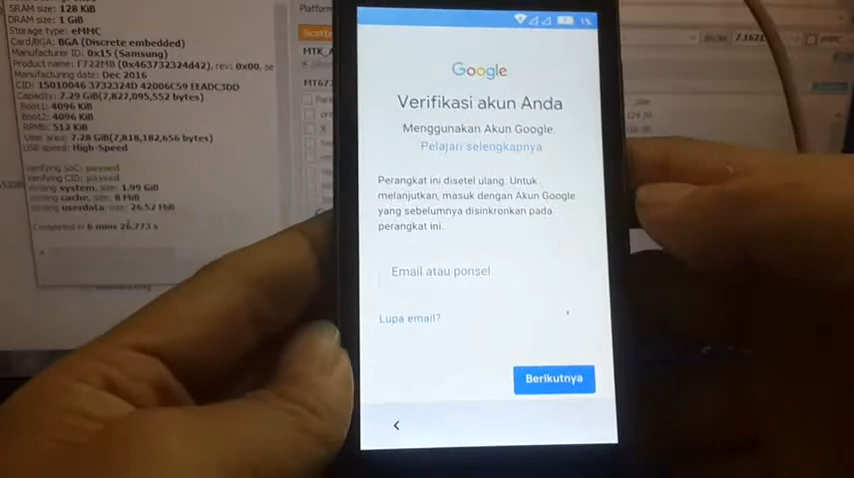 SRAM size: 128 KiB
DRAM size: 1 GiB
Storage type: eMMC
Card/BGA: BGA (Discrete embedded)
Manufacturer ID: 0x15 (Samsung)
Product name: F722MB (0x463732324d42), rev: 0x00, se
Manufacturing date: Dec 2016
CID: 15010046 3732324D 42006C59 EEADC3DD
Capacity: 7.29 GiB(7,827,095,552 bytes)
Boot1: 4096 KiB
Boot2: 4096 KiB
RPMB: 512 KiB
User area: 7.28 GiB(7,818,182,656 bytes)
USB speed: High-Speed
Verifying SoC: passed
Verifying CID: passed
Writing system, size: 1.99 GiB
Writing cache, size: 8 MiB
Writing userdata, size: 26.52 MiB
Completed in 6 mins 26.773 s
Platform
Scatte
MTK_A
MT673
1%
Google
Verifikasi akun Anda
Menggunakan Akun Google.
Pelajari selengkapnya
Perangkat ini disetel ulang. Untuk
melanjutkan, masuk dengan Akun Google
yang sebelumnya disinkronkan pada
perangkat ini.
Email atau ponsel
Lupa email?
Berikutnya